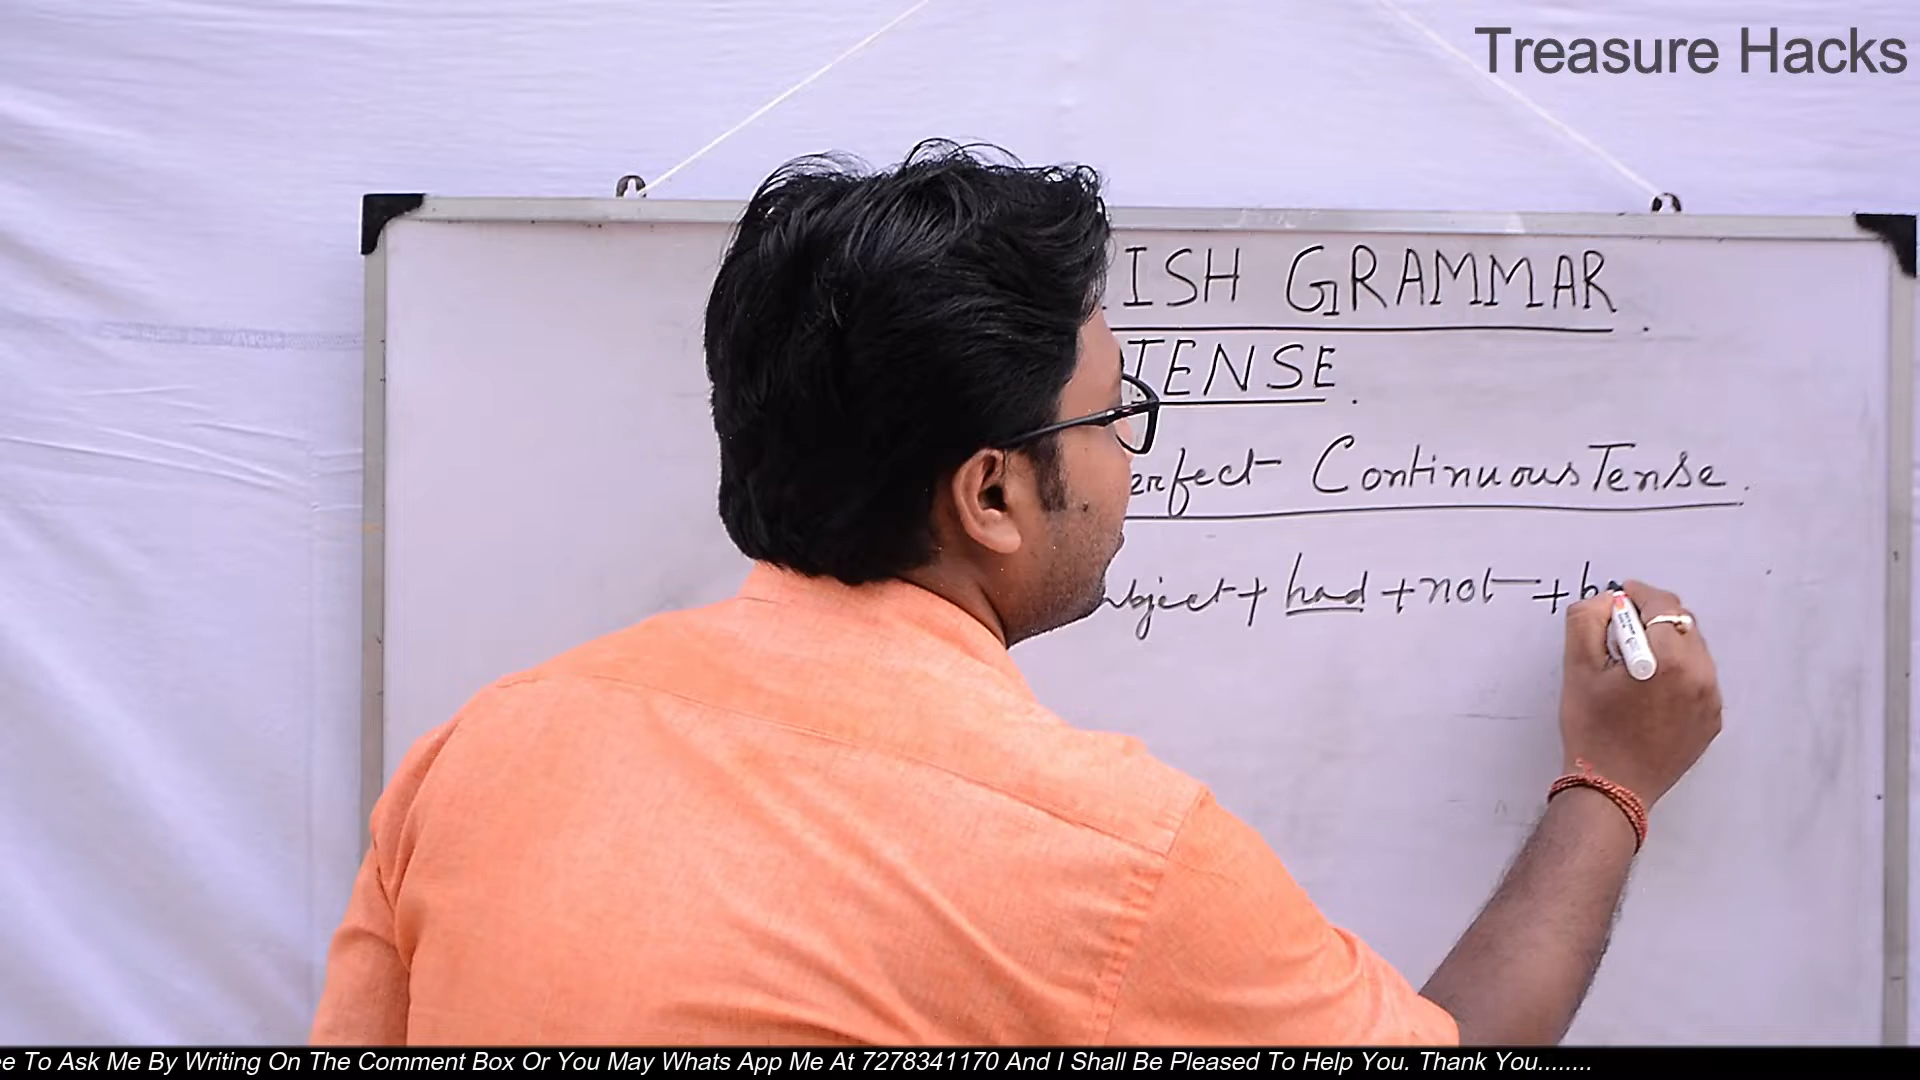 Treasure Hacks
ISH GRAMMAR.
TENSE.
erfect Continuous Tense.
bject + had + not + b
ee To Ask Me By Writing On The Comment Box Or You May Whats App Me At 7278341170 And I Shall Be Pleased To Help You. Thank You........